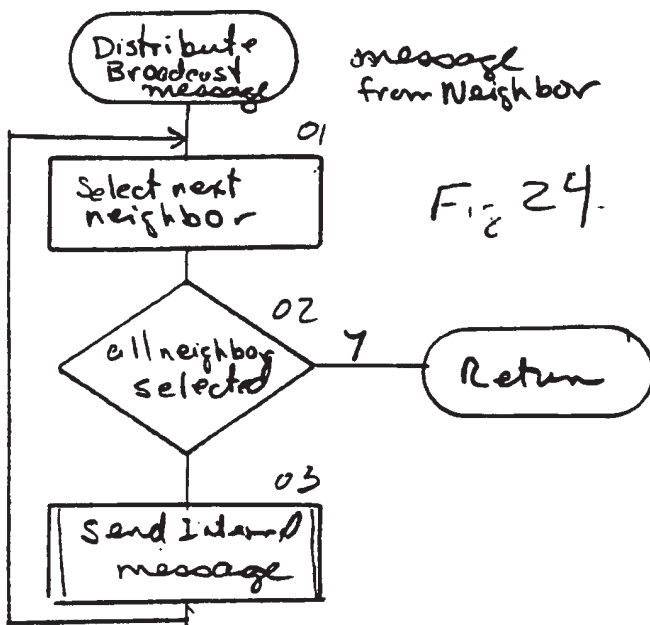 Distribute
Broadcast
message
message
from Neighbor
01
Select next
neighbor
Fig 24.
02
all neighbor
selected
Y
Return
03
Send Internal
message